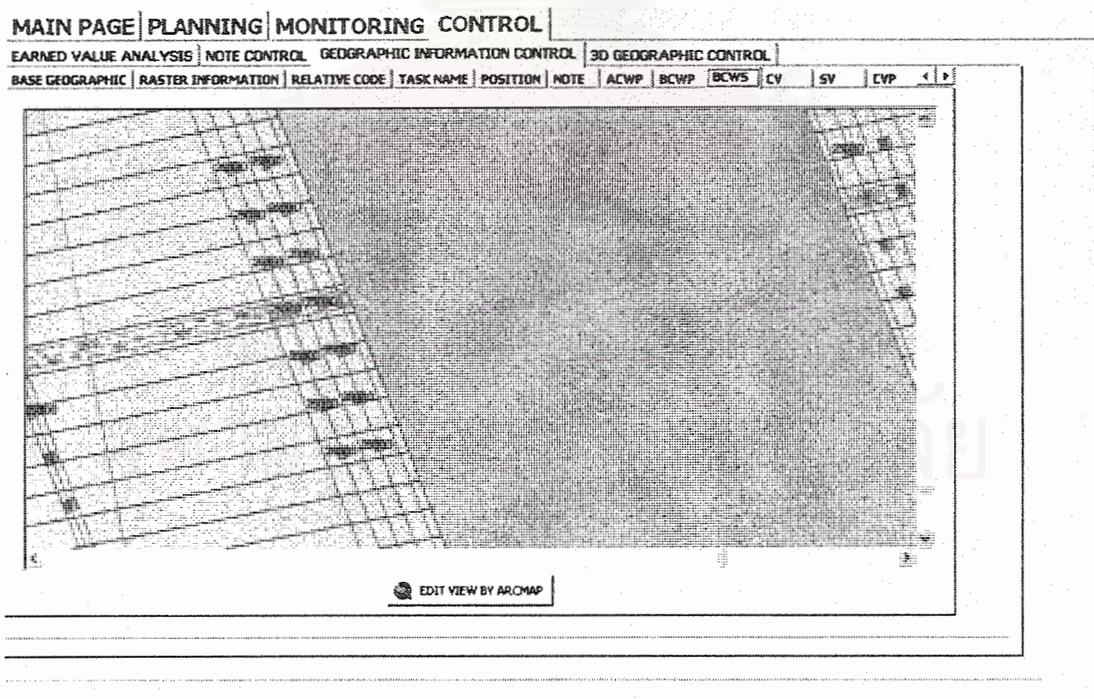 MAIN PAGE PLANNING MONITORING CONTROL
EARNED VALUE ANALYSIS NOTE CONTROL GEOGRAPHIC INFORMATION CONTROL 3D GEOGRAPHIC CONTROL
BASE GEOGRAPHIC RASTER INFORMATION RELATIVE CODE TASK NAME POSITION NOTE ACWP BCWP BCWS CV SV CVP
EDIT VIEW BY ARCMAP